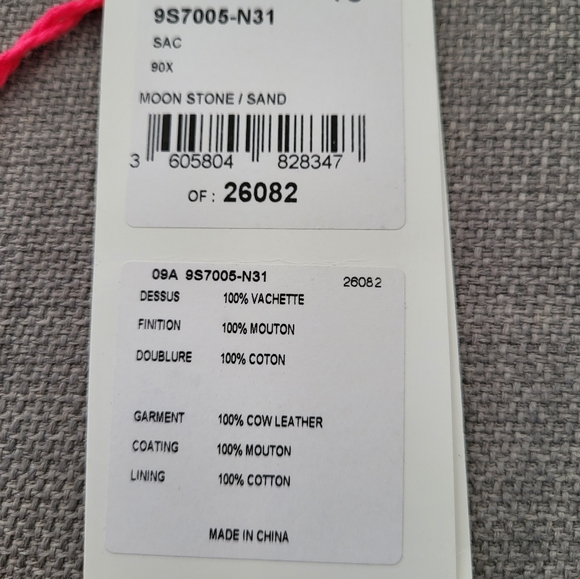 9S7005-N31
SAC
90X
MOON STONE / SAND
3 605804 828347
OF : 26082
09A 9S7005-N31 26082
DESSUS 100% VACHETTE
FINITION 100% MOUTON
DOUBLURE 100% COTON
GARMENT 100% COW LEATHER
COATING 100% MOUTON
LINING 100% COTTON
MADE IN CHINA